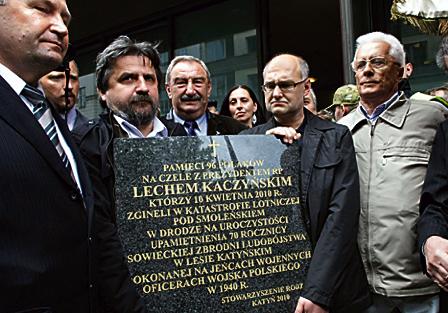 PAMIĘCI 96 POLAKÓW
NA CZELE Z PREZYDENTEM RP
LECHEM KACZYŃSKIM
KTÓRZY 10 KWIETNIA 2010 R.
ZGINĘLI W KATASTROFIE LOTNICZEJ
POD SMOLEŃSKIEM
W DRODZE NA UROCZYSTOŚCI
UPAMIĘTNIENIA 70 ROCZNICY
SOWIECKIEJ ZBRODNI LUDOBÓJSTWA
W LESIE KATYŃSKIM
DOKONANEJ NA JEŃCACH WOJENNYCH
OFICERACH WOJSKA POLSKIEGO
W 1940 R.
STOWARZYSZENIE RODZ
KATYŃ 2010